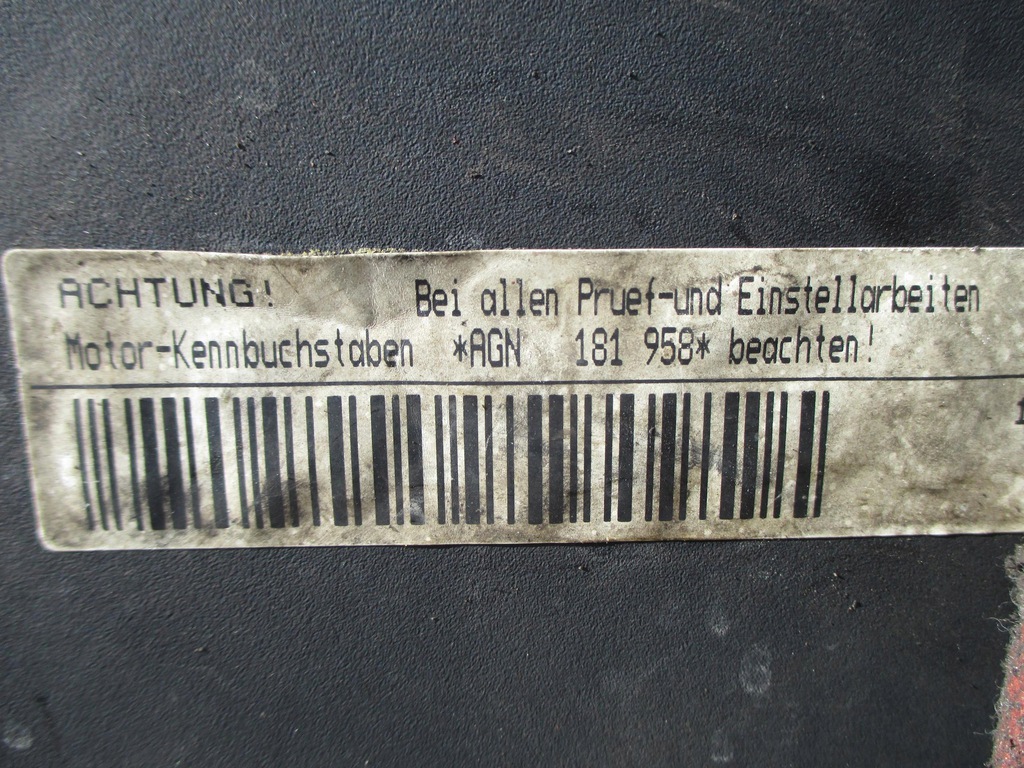 ACHTUNG! Bei allen Pruef-und Einstellarbeiten
Motor-Kennbuchstaben *AGN 181 958* beachten!